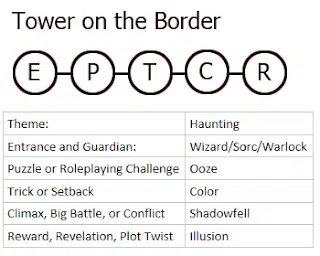 Tower on the Border
E P T C R
Theme: Haunting
Entrance and Guardian: Wizard/Sorc/Warlock
Puzzle or Roleplaying Challenge Ooze
Trick or Setback Color
Climax, Big Battle, or Conflict Shadowfell
Reward, Revelation, Plot Twist Illusion